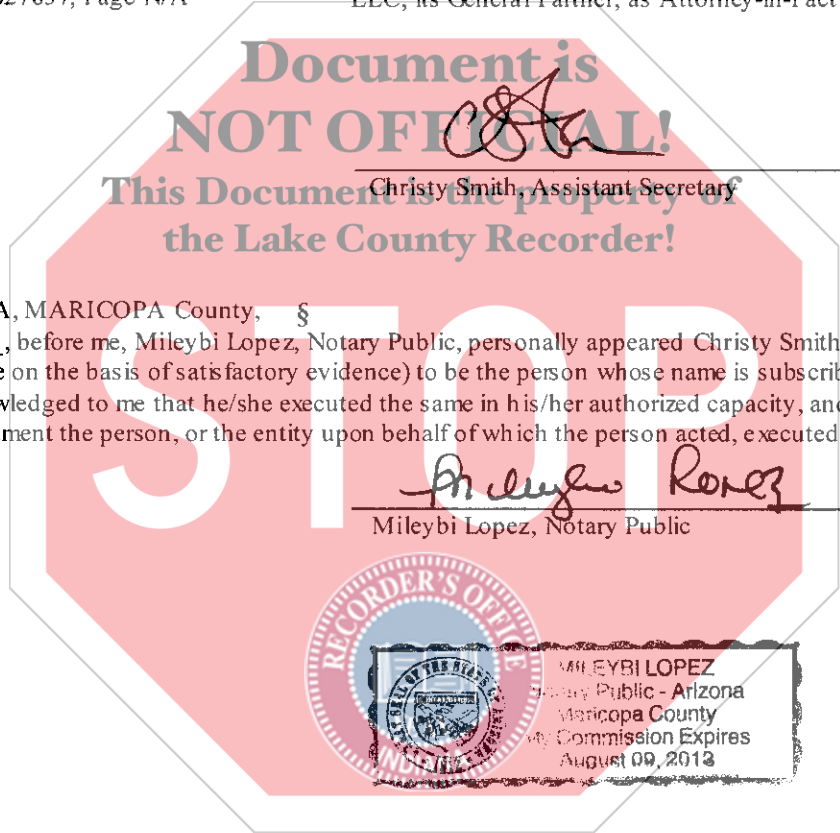 LLC, its General Partner, as Attorney-in-Fact
Document is
NOT OFFICIAL!
This Document is the property of
the Lake County Recorder!
Christy Smith, Assistant Secretary
A, MARICOPA County, §
, before me, Mileybi Lopez, Notary Public, personally appeared Christy Smith
e on the basis of satisfactory evidence) to be the person whose name is subscrib
wledged to me that he/she executed the same in his/her authorized capacity, and
ment the person, or the entity upon behalf of which the person acted, executed
STOP
Mileybi Lopez, Notary Public
RECORDER'S OFFICE
INDIANA
MILEYBI LOPEZ
Notary Public - Arizona
Maricopa County
My Commission Expires
August 09, 2013